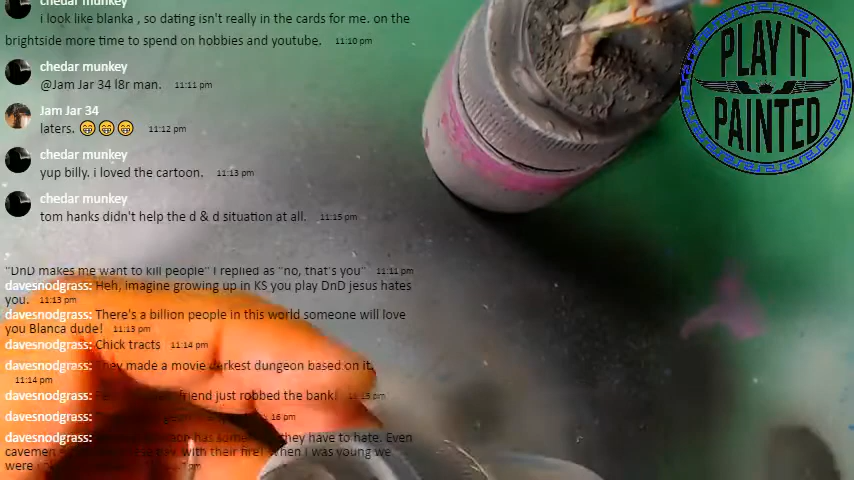 chedar munkey
i look like blanka , so dating isn't really in the cards for me. on the
brightside more time to spend on hobbies and youtube. 11:10 pm
chedar munkey
@Jam Jar 34 l8r man. 11:11 pm
Jam Jar 34
laters. 😁😁😁 11:12 pm
chedar munkey
yup billy. i loved the cartoon. 11:13 pm
chedar munkey
tom hanks didn't help the d & d situation at all. 11:15 pm
"DnD makes me want to kill people" I replied as "no, that's you" 11:11 pm
davesnodgrass: Heh, imagine growing up in KS you play DnD jesus hates
you. 11:13 pm
davesnodgrass: There's a billion people in this world someone will love
you Blanca dude! 11:13 pm
davesnodgrass: Chick tracts 11:14 pm
davesnodgrass: They made a movie derkest dungeon based on it.
11:14 pm
davesnodgrass: friend just robbed the bank!
davesnodgrass: 16 pm
davesnodgrass: has they have to hate. Even
cavemen with their fire! When I was young we
were pm
PLAY IT
PAINTED